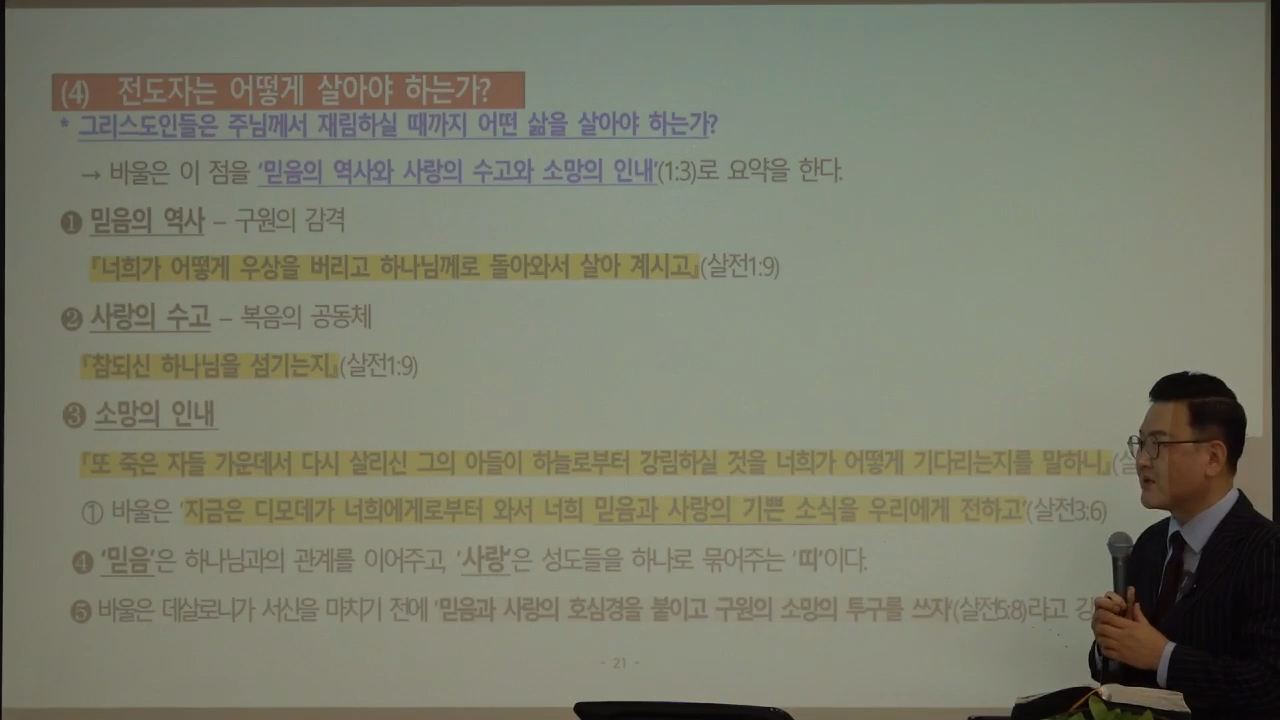 (4) 전도자는 어떻게 살아야 하는가?
* 그리스도인들은 주님께서 재림하실 때까지 어떤 삶을 살아야 하는가?
→ 바울은 이 점을 '믿음의 역사와 사랑의 수고와 소망의 인내'(1:3)로 요약을 한다.
❶ 믿음의 역사 – 구원의 감격
『너희가 어떻게 우상을 버리고 하나님께로 돌아와서 살아 계시고』(살전1:9)
❷ 사랑의 수고 – 복음의 공동체
『참되신 하나님을 섬기는지』(살전1:9)
❸ 소망의 인내
『또 죽은 자들 가운데서 다시 살리신 그의 아들이 하늘로부터 강림하실 것을 너희가 어떻게 기다리는지를 말하니』
① 바울은 '지금은 디모데가 너희에게로부터 와서 너희 믿음과 사랑의 기쁜 소식을 우리에게 전하고'(살전3:6)
❹ '믿음'은 하나님과의 관계를 이어주고, '사랑'은 성도들을 하나로 묶어주는 '띠'이다.
❺ 바울은 데살로니가 서신을 마치기 전에 '믿음과 사랑의 호심경을 붙이고 구원의 소망의 투구를 쓰자'(살전5:8)라고
- 21 -